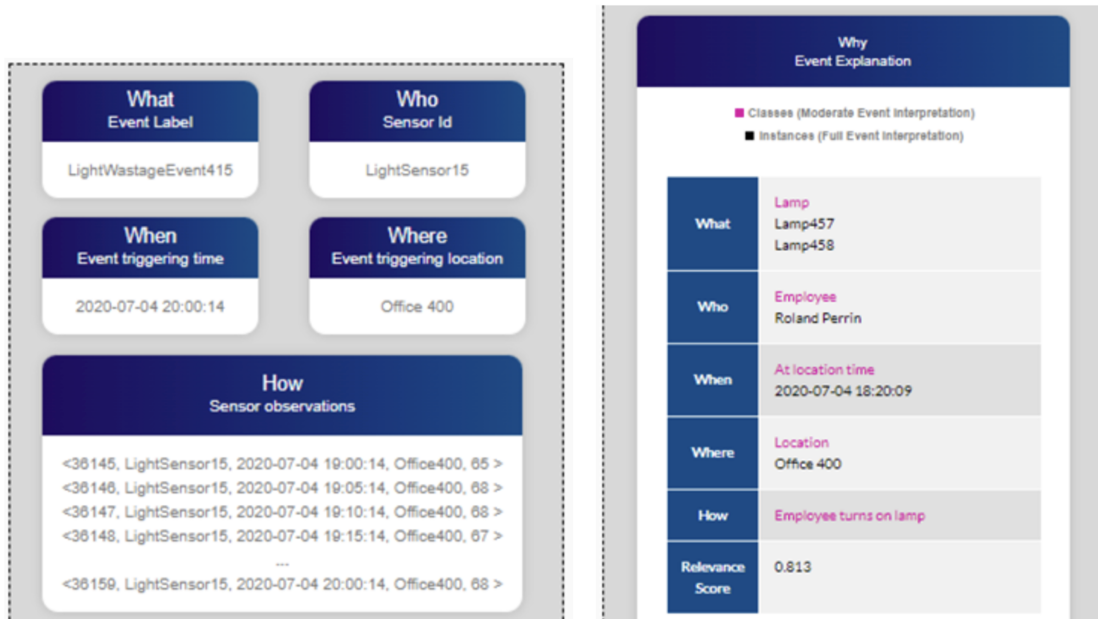 What
Event Label
LightWastageEvent415
Who
Sensor Id
LightSensor15
When
Event triggering time
2020-07-04 20:00:14
Where
Event triggering location
Office 400
How
Sensor observations
<36145, LightSensor15, 2020-07-04 19:00:14, Office400, 65 >
<36146, LightSensor15, 2020-07-04 19:05:14, Office400, 68 >
<36147, LightSensor15, 2020-07-04 19:10:14, Office400, 68 >
<36148, LightSensor15, 2020-07-04 19:15:14, Office400, 67 >
...
<36159, LightSensor15, 2020-07-04 20:00:14, Office400, 68 >
Why
Event Explanation
Classes (Moderate Event Interpretation)
Instances (Full Event Interpretation)
What
Lamp
Lamp457
Lamp458
Who
Employee
Roland Perrin
When
At location time
2020-07-04 18:20:09
Where
Location
Office 400
How
Employee turns on lamp
Relevance
Score
0.813